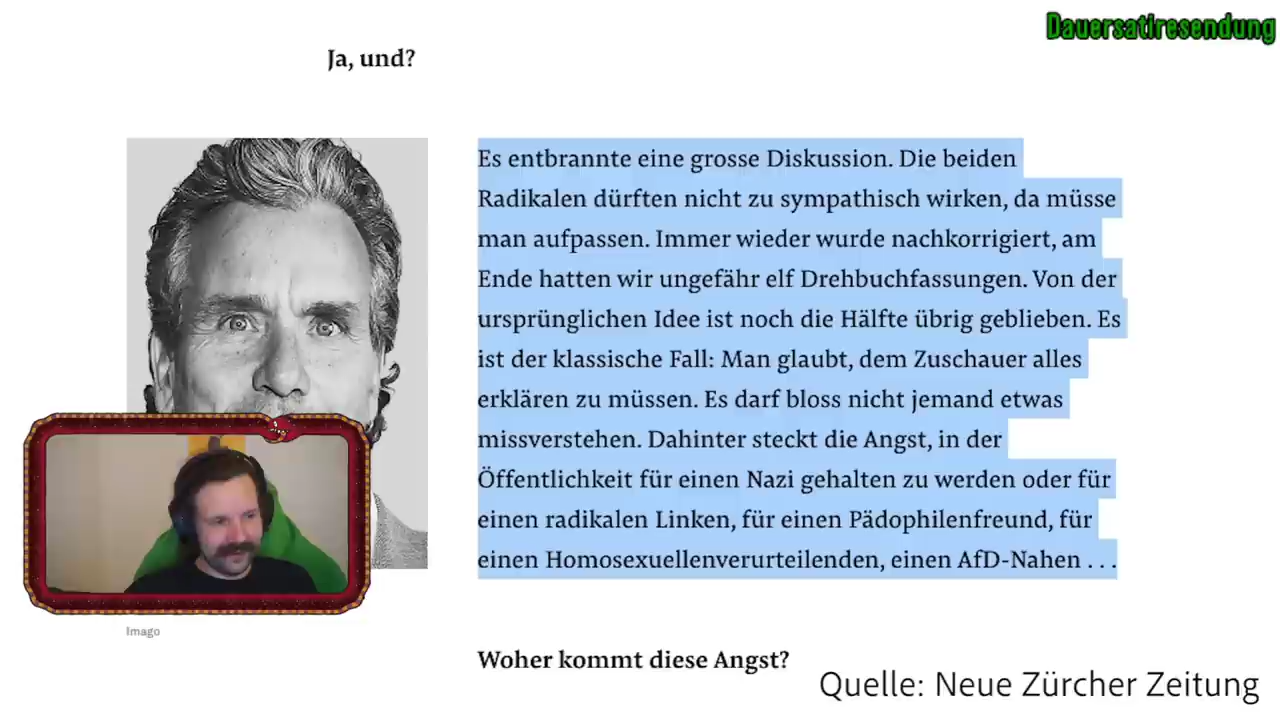 Dauersatiresendung
Ja, und?
Es entbrannte eine grosse Diskussion. Die beiden
Radikalen dürften nicht zu sympathisch wirken, da müsse
man aufpassen. Immer wieder wurde nachkorrigiert, am
Ende hatten wir ungefähr elf Drehbuchfassungen. Von der
ursprünglichen Idee ist noch die Hälfte übrig geblieben. Es
ist der klassische Fall: Man glaubt, dem Zuschauer alles
erklären zu müssen. Es darf bloss nicht jemand etwas
missverstehen. Dahinter steckt die Angst, in der
Öffentlichkeit für einen Nazi gehalten zu werden oder für
einen radikalen Linken, für einen Pädophilenfreund, für
einen Homosexuellenverurteilenden, einen AfD-Nahen . . .
Imago
Woher kommt diese Angst?
Quelle: Neue Zürcher Zeitung